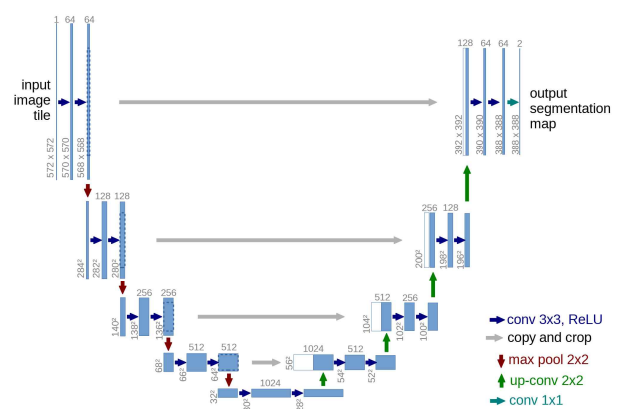 1 64 64
128 64 64 2
input
image
tile
output
segmentation
map
572 x 572
570 x 570
568 x 568
392 x 392
390 x 390
388 x 388
388 x 388
128 128
256 128
284²
282²
280²
200²
198²
196²
256 256
512 256
140²
138²
136²
104²
102²
100²
512 512
1024 512
68²
66²
64²
56²
54²
52²
1024
32²
30²
28²
conv 3x3, ReLU
copy and crop
max pool 2x2
up-conv 2x2
conv 1x1